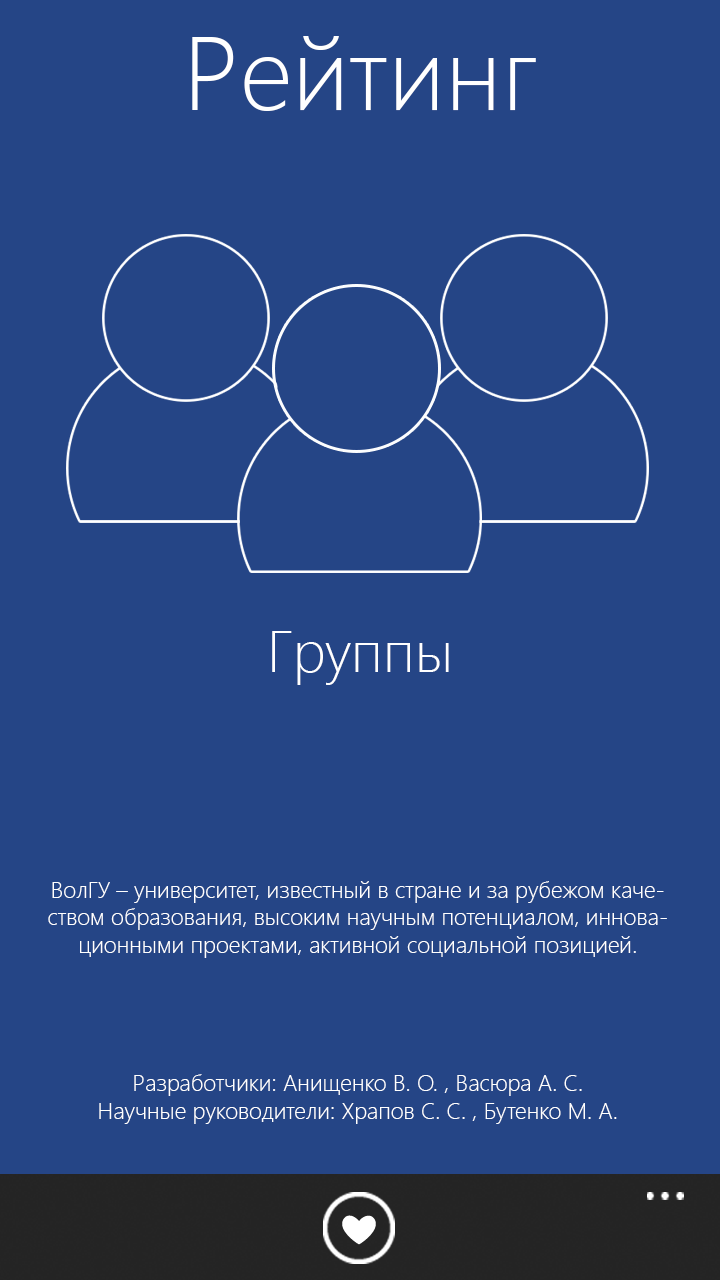 Рейтинг
Группы
ВолГУ – университет, известный в стране и за рубежом каче-
ством образования, высоким научным потенциалом, иннова-
ционными проектами, активной социальной позицией.
Разработчики: Анищенко В. О. , Васюра А. С.
Научные руководители: Храпов С. С. , Бутенко М. А.